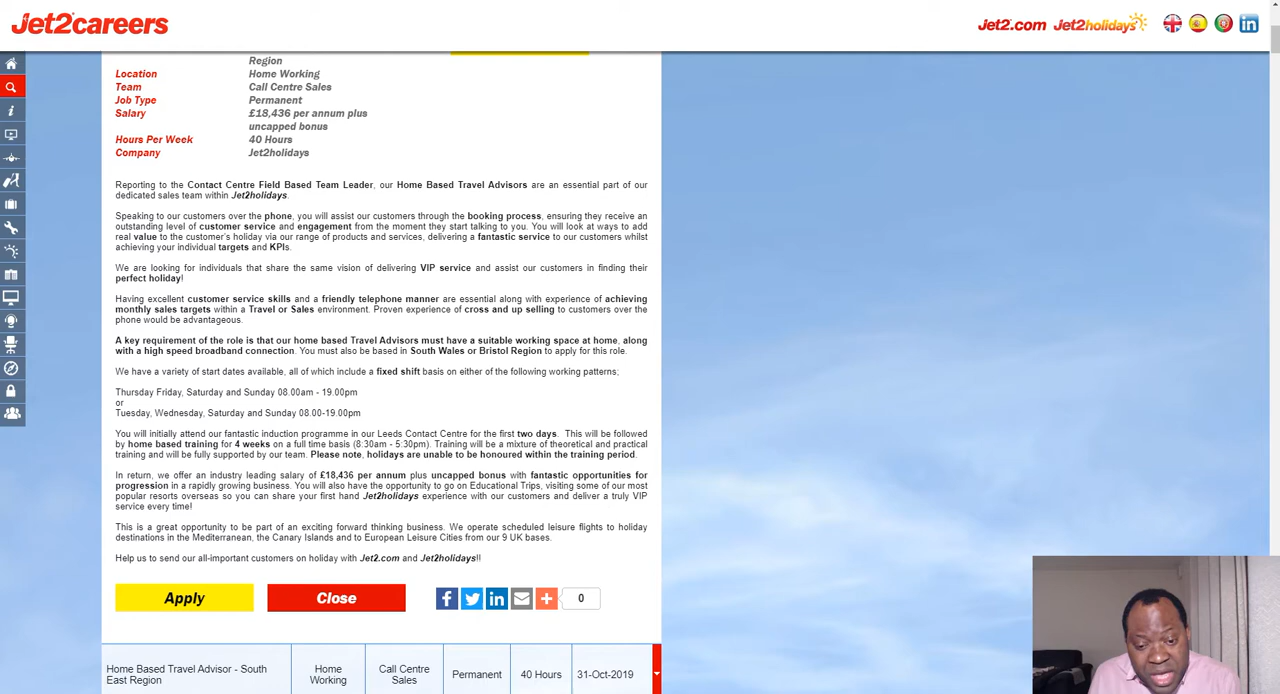 Jet2careers
Jet2.com Jet2holidays
in
i
Region
Location Home Working
Team Call Centre Sales
Job Type Permanent
Salary £18,436 per annum plus
uncapped bonus
Hours Per Week 40 Hours
Company Jet2holidays
Reporting to the Contact Centre Field Based Team Leader, our Home Based Travel Advisors are an essential part of our
dedicated sales team within Jet2holidays.
Speaking to our customers over the phone, you will assist our customers through the booking process, ensuring they receive an
outstanding level of customer service and engagement from the moment they start talking to you. You will look at ways to add
real value to the customer's holiday via our range of products and services, delivering a fantastic service to our customers whilst
achieving your individual targets and KPIs.
We are looking for individuals that share the same vision of delivering VIP service and assist our customers in finding their
perfect holiday!
Having excellent customer service skills and a friendly telephone manner are essential along with experience of achieving
monthly sales targets within a Travel or Sales environment. Proven experience of cross and up selling to customers over the
phone would be advantageous.
A key requirement of the role is that our home based Travel Advisors must have a suitable working space at home, along
with a high speed broadband connection. You must also be based in South Wales or Bristol Region to apply for this role.
We have a variety of start dates available, all of which include a fixed shift basis on either of the following working patterns;
Thursday Friday, Saturday and Sunday 08.00am - 19.00pm
or
Tuesday, Wednesday, Saturday and Sunday 08.00-19.00pm
You will initially attend our fantastic induction programme in our Leeds Contact Centre for the first two days. This will be followed
by home based training for 4 weeks on a full time basis (8:30am - 5:30pm). Training will be a mixture of theoretical and practical
training and will be fully supported by our team. Please note, holidays are unable to be honoured within the training period.
In return, we offer an industry leading salary of £18,436 per annum plus uncapped bonus with fantastic opportunities for
progression in a rapidly growing business. You will also have the opportunity to go on Educational Trips, visiting some of our most
popular resorts overseas so you can share your first hand Jet2holidays experience with our customers and deliver a truly VIP
service every time!
This is a great opportunity to be part of an exciting forward thinking business. We operate scheduled leisure flights to holiday
destinations in the Mediterranean, the Canary Islands and to European Leisure Cities from our 9 UK bases.
Help us to send our all-important customers on holiday with Jet2.com and Jet2holidays!!
Apply Close f in + 0
Home Based Travel Advisor - South
East Region
Home
Working
Call Centre
Sales
Permanent
40 Hours
31-Oct-2019